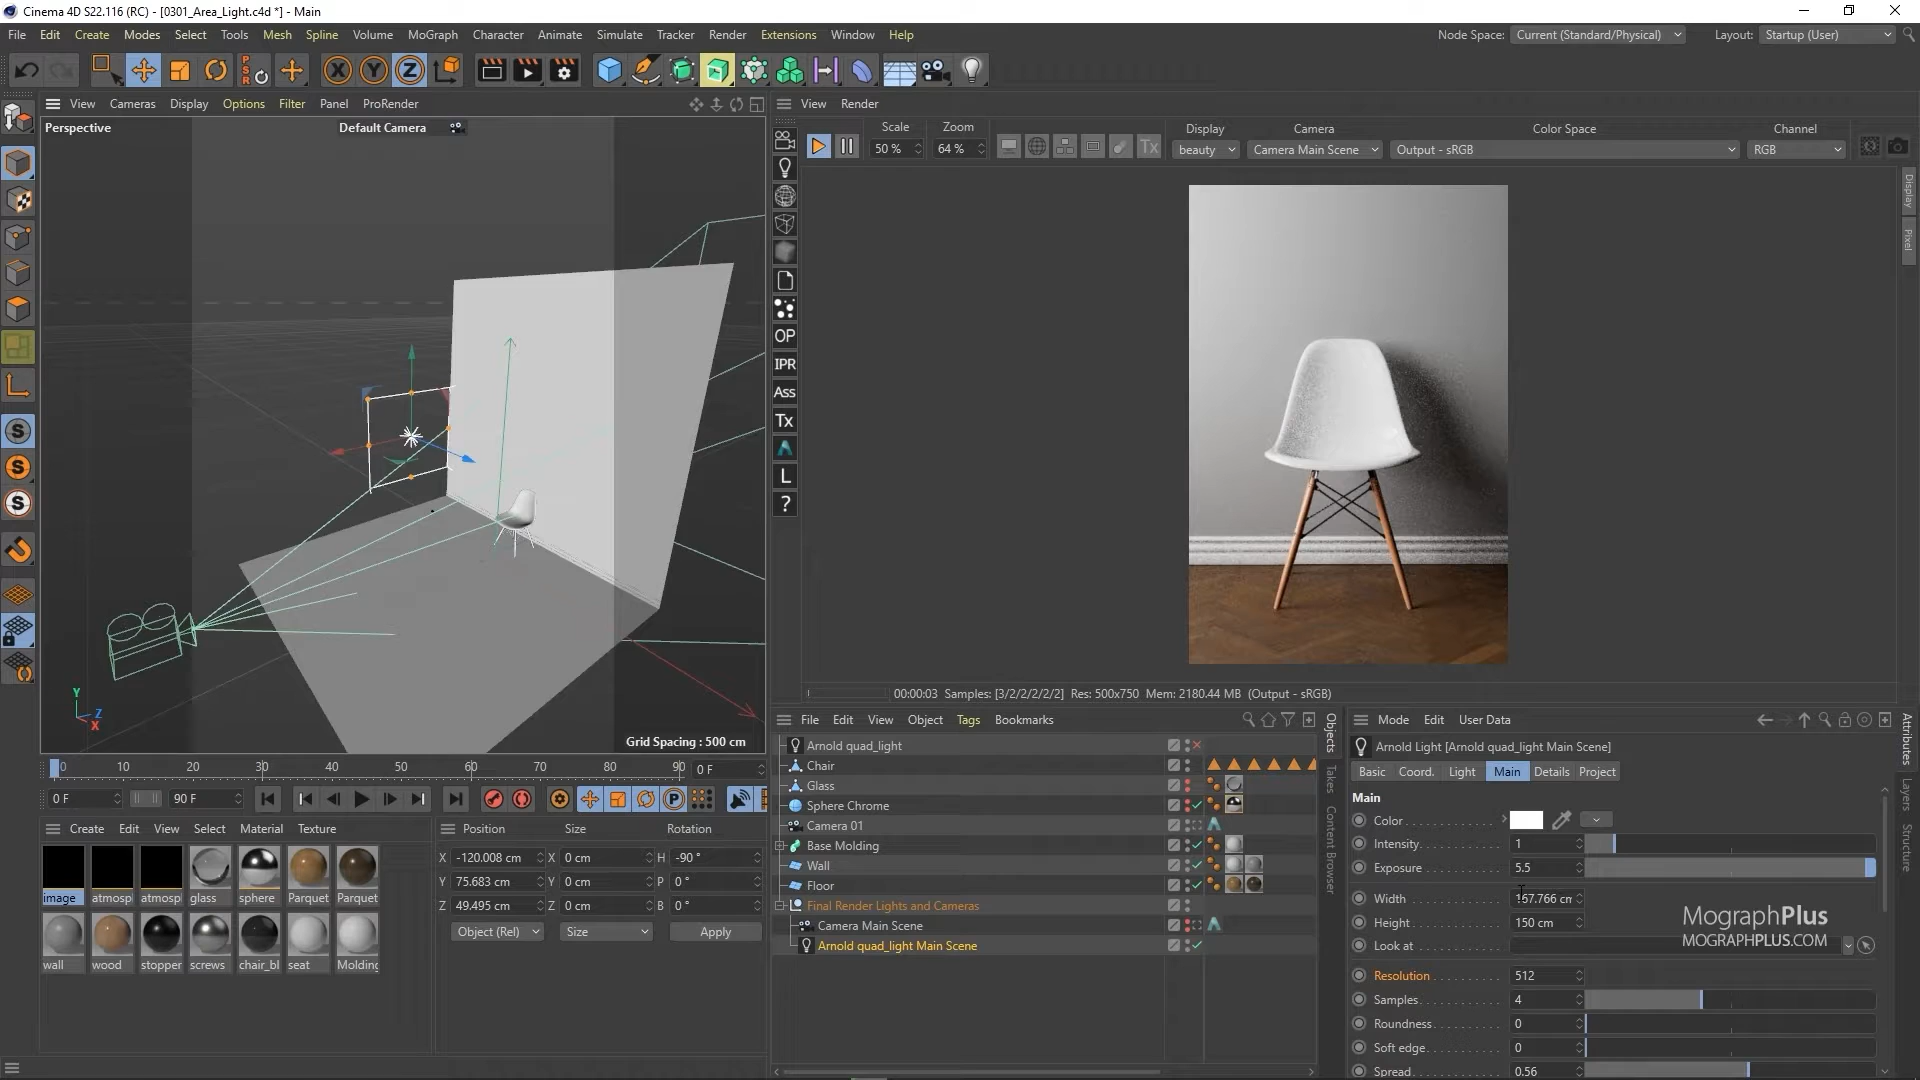 Cinema 4D S22.116 (RC) - [0301_Area_Light.c4d *] - Main
File Edit Create Modes Select Tools Mesh Spline Volume MoGraph Character Animate Simulate Tracker Render Extensions Window Help
Node Space: Current (Standard/Physical) Layout: Startup (User)
PSR X Y Z
View Cameras Display Options Filter Panel ProRender
Perspective
Default Camera
Grid Spacing : 500 cm
Y Z X
View Render
Scale Zoom Display Camera Color Space Channel
50 % 64 % Tx beauty Camera Main Scene Output - sRGB RGB
Display
Pixel
OP
IPR
Ass
Tx
L
?
00:00:03 Samples: [3/2/2/2/2/2] Res: 500x750 Mem: 2180.44 MB (Output - sRGB)
0 10 20 30 40 50 60 70 80 90 0 F
0 F 90 F
Create Edit View Select Material Texture
image atmospl atmospl glass sphere Parquet Parquet
wall wood stopper screws chair_bl seat Molding
Position Size Rotation
X -120.008 cm X 0 cm H -90 °
Y 75.683 cm Y 0 cm P 0 °
Z 49.495 cm Z 0 cm B 0 °
Object (Rel) Size Apply
File Edit View Object Tags Bookmarks
Arnold quad_light
Chair
Glass
Sphere Chrome
Camera 01
Base Molding
Wall
Floor
Final Render Lights and Cameras
Camera Main Scene
Arnold quad_light Main Scene
Objects
Takes
Content Browser
Mode Edit User Data
Arnold Light [Arnold quad_light Main Scene]
Basic Coord. Light Main Details Project
Main
Color
Intensity 1
Exposure 5.5
Width 157.766 cm
Height 150 cm
Look at
Resolution 512
Samples 4
Roundness 0
Soft edge 0
Spread 0.56
MographPlus
MOGRAPHPLUS.COM
Attributes
Layers
Structure